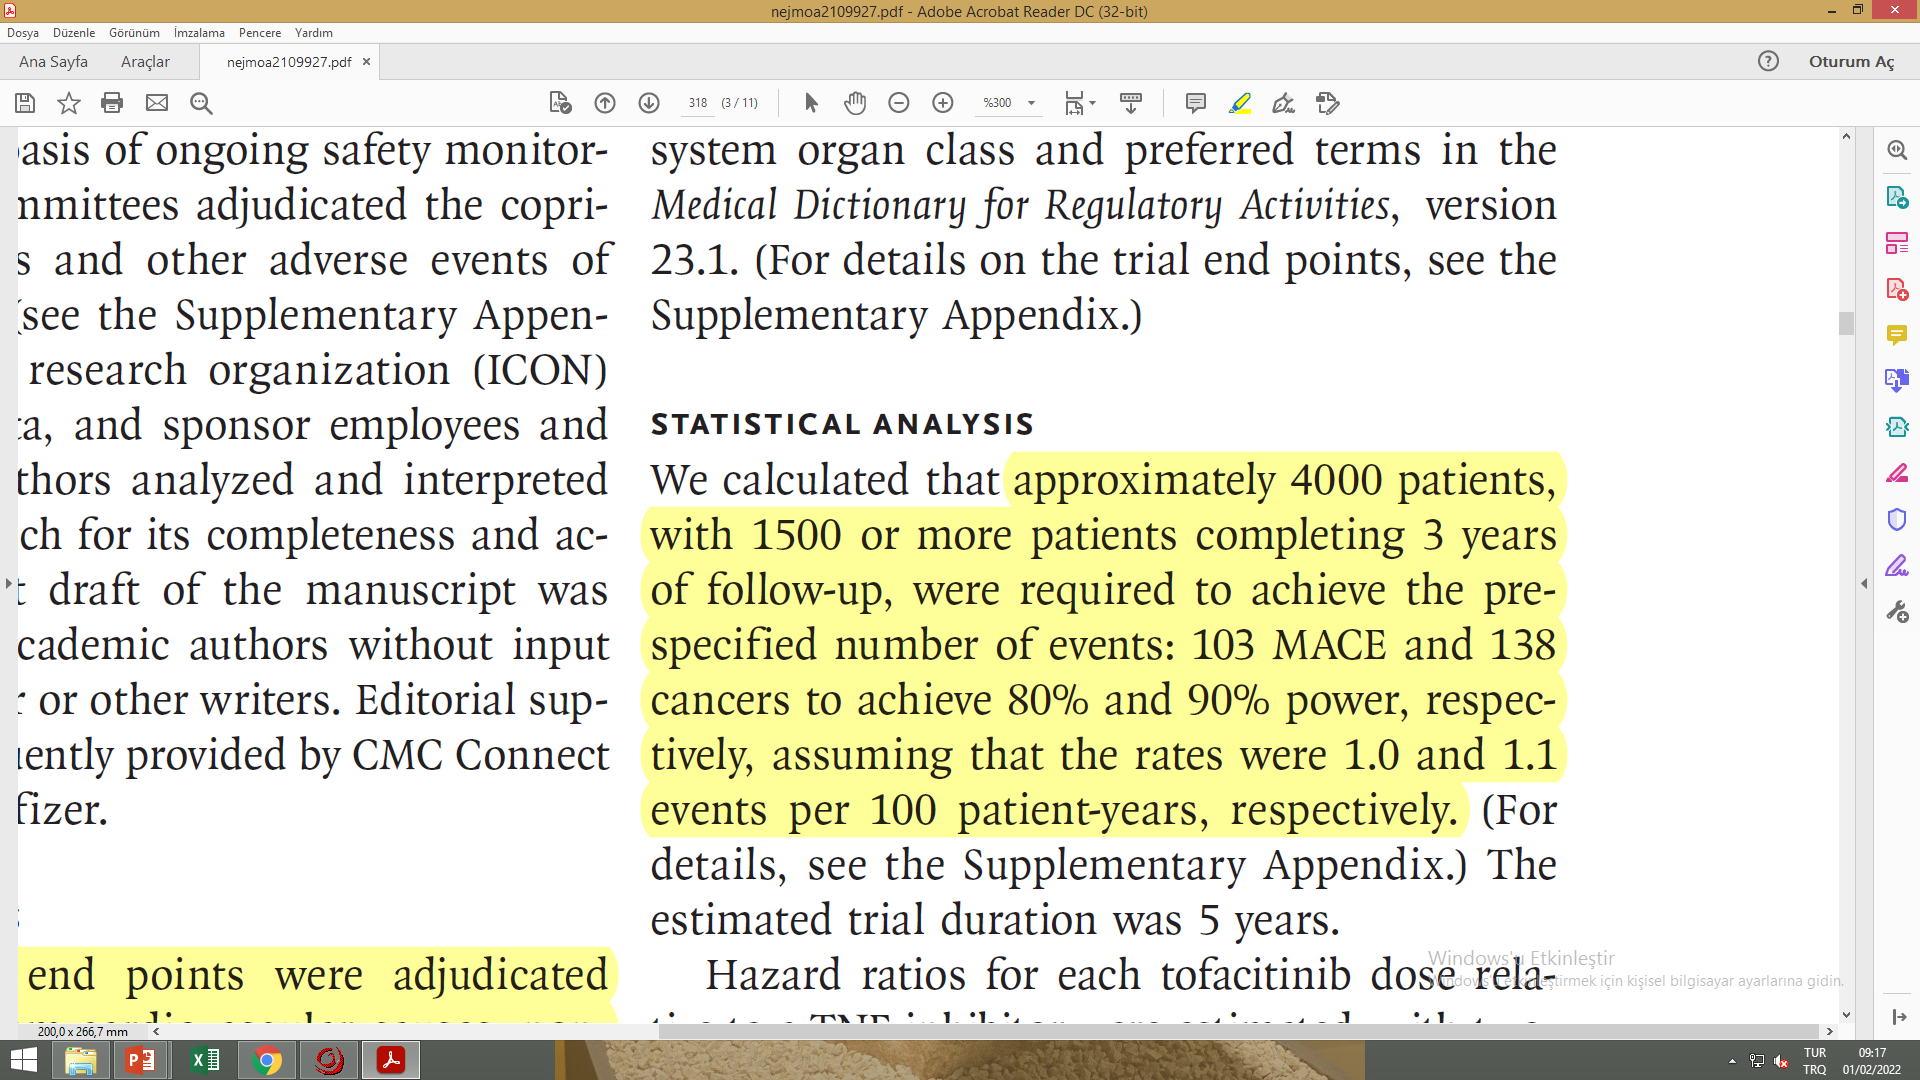 nejmoa2109927.pdf - Adobe Acrobat Reader DC (32-bit)
Dosya Düzenle Görünüm İmzalama Pencere Yardım
Ana Sayfa Araçlar nejmoa2109927.pdf Oturum Aç
318 (3 / 11) %300
asis of ongoing safety monitor-
mmittees adjudicated the copri-
s and other adverse events of
(see the Supplementary Appen-
research organization (ICON)
ta, and sponsor employees and
thors analyzed and interpreted
ch for its completeness and ac-
t draft of the manuscript was
cademic authors without input
r or other writers. Editorial sup-
uently provided by CMC Connect
fizer.
end points were adjudicated
system organ class and preferred terms in the
Medical Dictionary for Regulatory Activities, version
23.1. (For details on the trial end points, see the
Supplementary Appendix.)
STATISTICAL ANALYSIS
We calculated that approximately 4000 patients,
with 1500 or more patients completing 3 years
of follow-up, were required to achieve the pre-
specified number of events: 103 MACE and 138
cancers to achieve 80% and 90% power, respec-
tively, assuming that the rates were 1.0 and 1.1
events per 100 patient-years, respectively. (For
details, see the Supplementary Appendix.) The
estimated trial duration was 5 years.
Hazard ratios for each tofacitinib dose rela-
Windows'u Etkinleştir
Windows'u etkinleştirmek için kişisel bilgisayar ayarlarına gidin.
200,0 x 266,7 mm
TUR 09:17
TRQ 01/02/2022